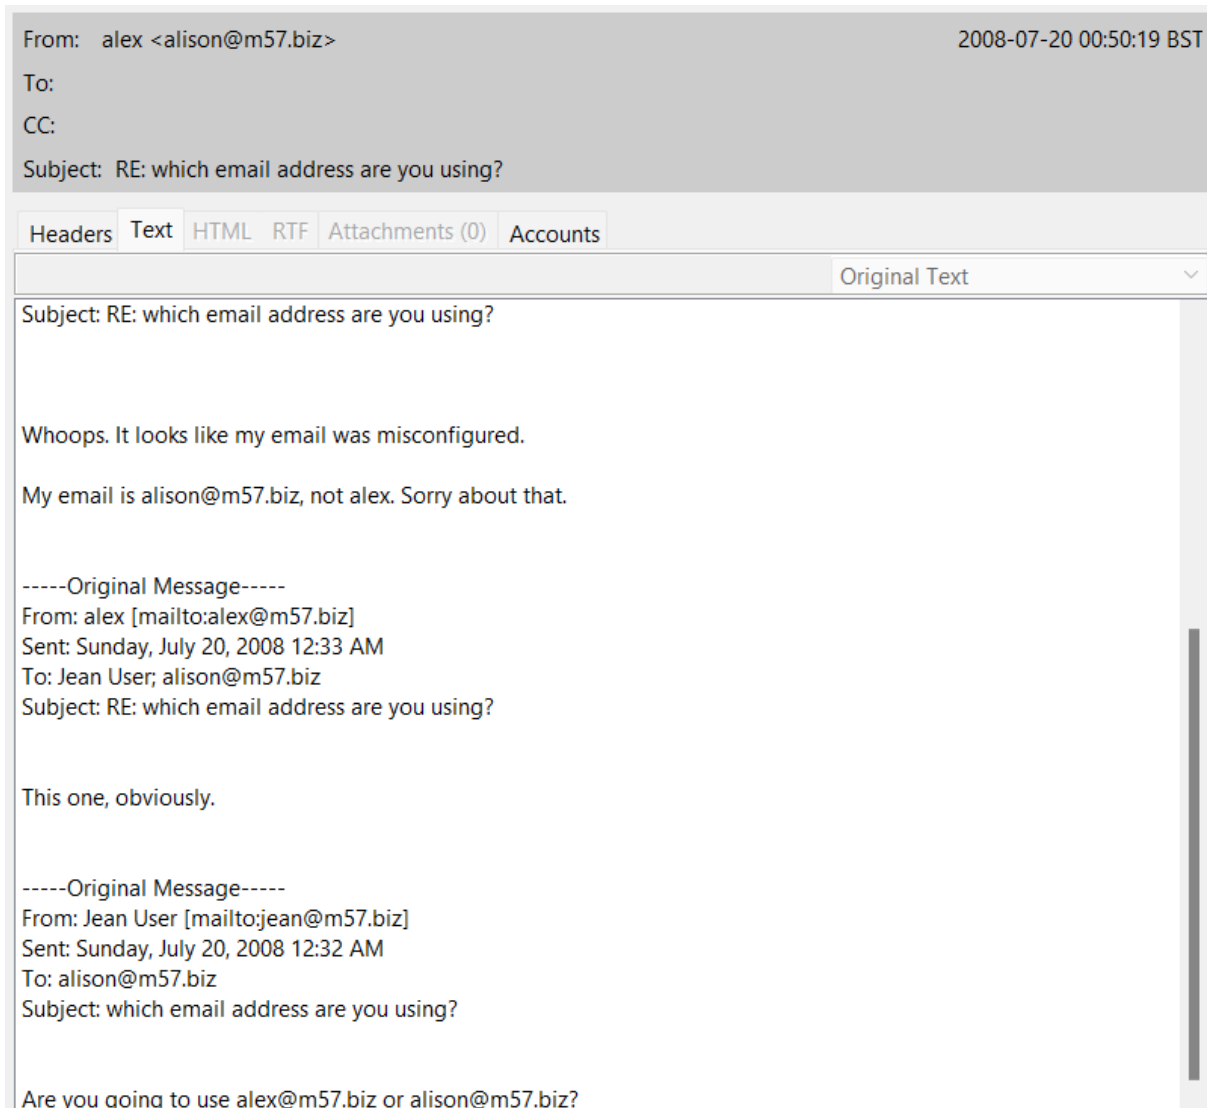 From: alex <alison@m57.biz> 2008-07-20 00:50:19 BST
To:
CC:
Subject: RE: which email address are you using?
Headers Text HTML RTF Attachments (0) Accounts
Original Text
Subject: RE: which email address are you using?
Whoops. It looks like my email was misconfigured.
My email is alison@m57.biz, not alex. Sorry about that.
-----Original Message-----
From: alex [mailto:alex@m57.biz]
Sent: Sunday, July 20, 2008 12:33 AM
To: Jean User; alison@m57.biz
Subject: RE: which email address are you using?
This one, obviously.
-----Original Message-----
From: Jean User [mailto:jean@m57.biz]
Sent: Sunday, July 20, 2008 12:32 AM
To: alison@m57.biz
Subject: which email address are you using?
Are you going to use alex@m57.biz or alison@m57.biz?